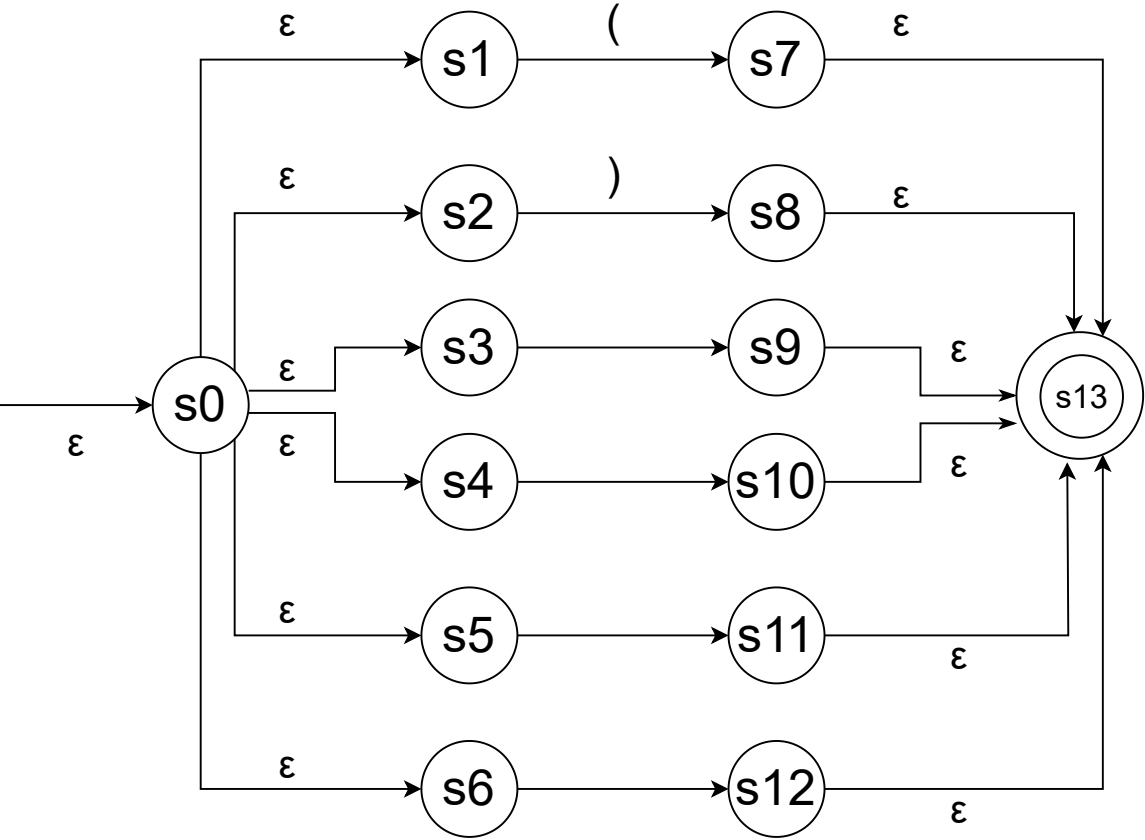 ε ( ε
s1 s7
ε ) ε
s2 s8
ε s3 s9 ε
s0 s13
ε ε
s4 s10 ε
ε
s5 s11
ε
ε
s6 s12
ε